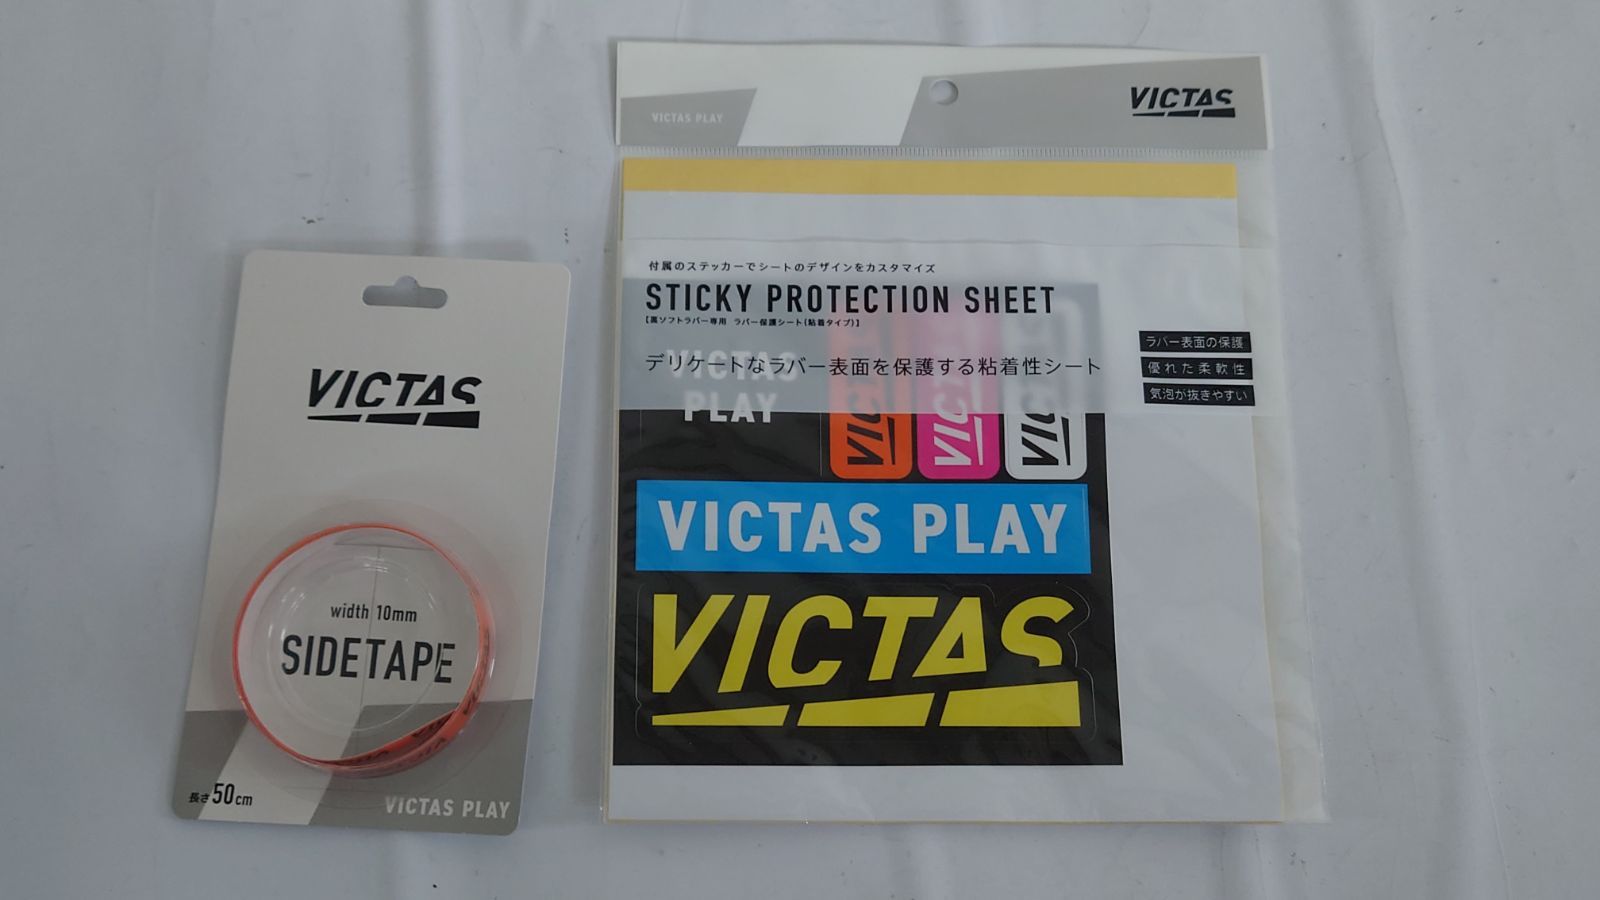 VICTAS
width 10mm
SIDETAPE
長さ50cm
VICTAS PLAY
VICTAS PLAY
VICTAS
付属のステッカーでシートのデザインをカスタマイズ
STICKY PROTECTION SHEET
【裏ソフトラバー専用 ラバー保護シート(粘着タイプ)】
デリケートなラバー表面を保護する粘着性シート
ラバー表面の保護
優れた柔軟性
気泡が抜きやすい
VICTAS
PLAY
VICTAS
VICTAS
VICTAS
VICTAS PLAY
VICTAS